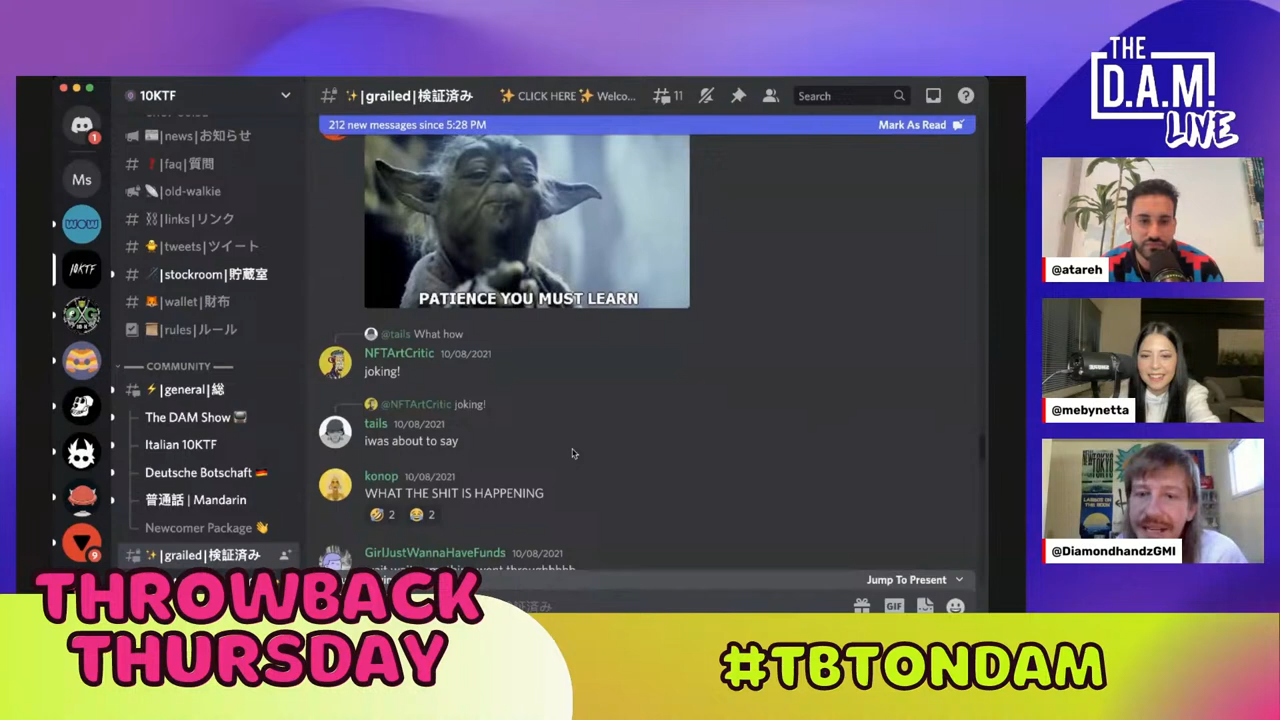 THE
D.A.M!
LIVE
10KTF
|news|お知らせ
|faq|質問
|old-walkie
|links|リンク
|tweets|ツイート
|stockroom|貯蔵室
|wallet|財布
|rules|ルール
COMMUNITY
|general|総
The DAM Show
Italian 10KTF
Deutsche Botschaft
普通話 | Mandarin
Newcomer Package
|grailed|検証済み
1
Ms
WOW
10KTF
9
|grailed|検証済み
CLICK HERE ✨ Welco...
11
Search
212 new messages since 5:28 PM
Mark As Read
PATIENCE YOU MUST LEARN
@tails What how
NFTArtCritic 10/08/2021
joking!
@NFTArtCritic joking!
tails 10/08/2021
iwas about to say
konop 10/08/2021
WHAT THE SHIT IS HAPPENING
2 2
GirlJustWannaHaveFunds 10/08/2021
Jump To Present
GIF
@atareh
@mebynetta
@DiamondhandzGMI
THROWBACK
THURSDAY
#TBTONDAM